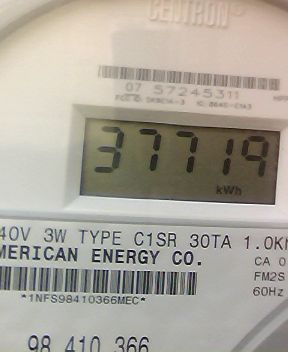 CENTRON®
07 57245311
37719
kWh
40V 3W TYPE C1SR 30TA 1.0K
MERICAN ENERGY CO.
CA 0
FM2S
60Hz
*1NFS98410366MEC*
98 410 366